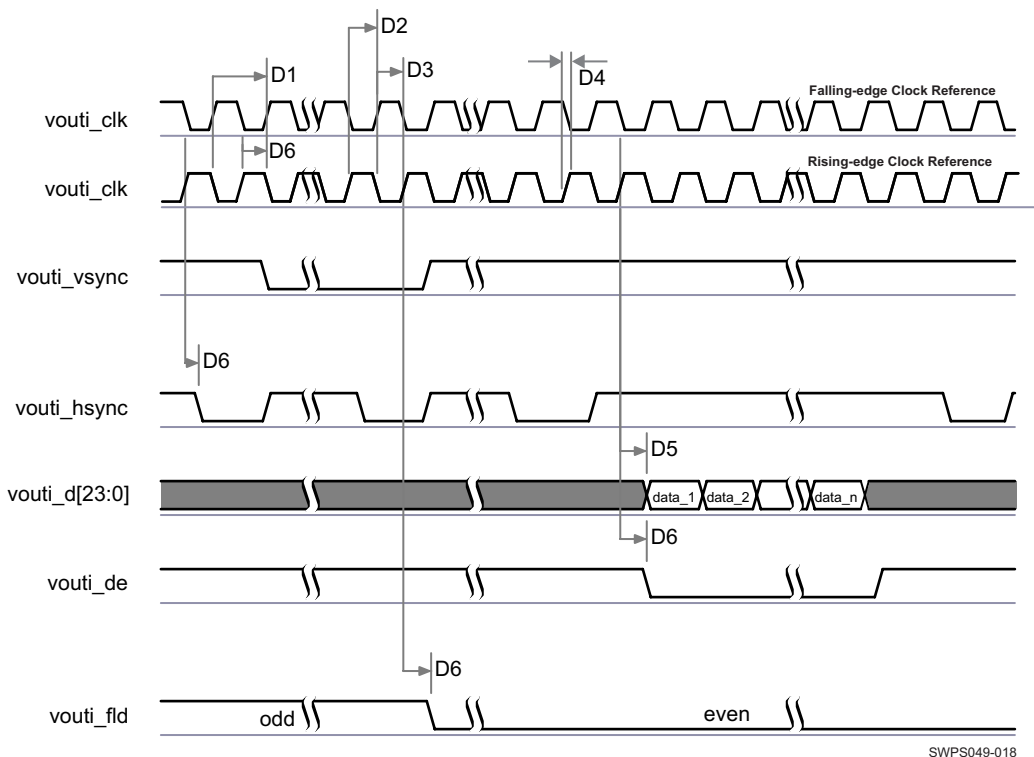 D2
D1
D3
D4
Falling-edge Clock Reference
vouti_clk
D6
Rising-edge Clock Reference
vouti_clk
vouti_vsync
D6
vouti_hsync
D5
vouti_d[23:0]
data_1 data_2 data_n
D6
vouti_de
D6
vouti_fld
odd even
SWPS049-018